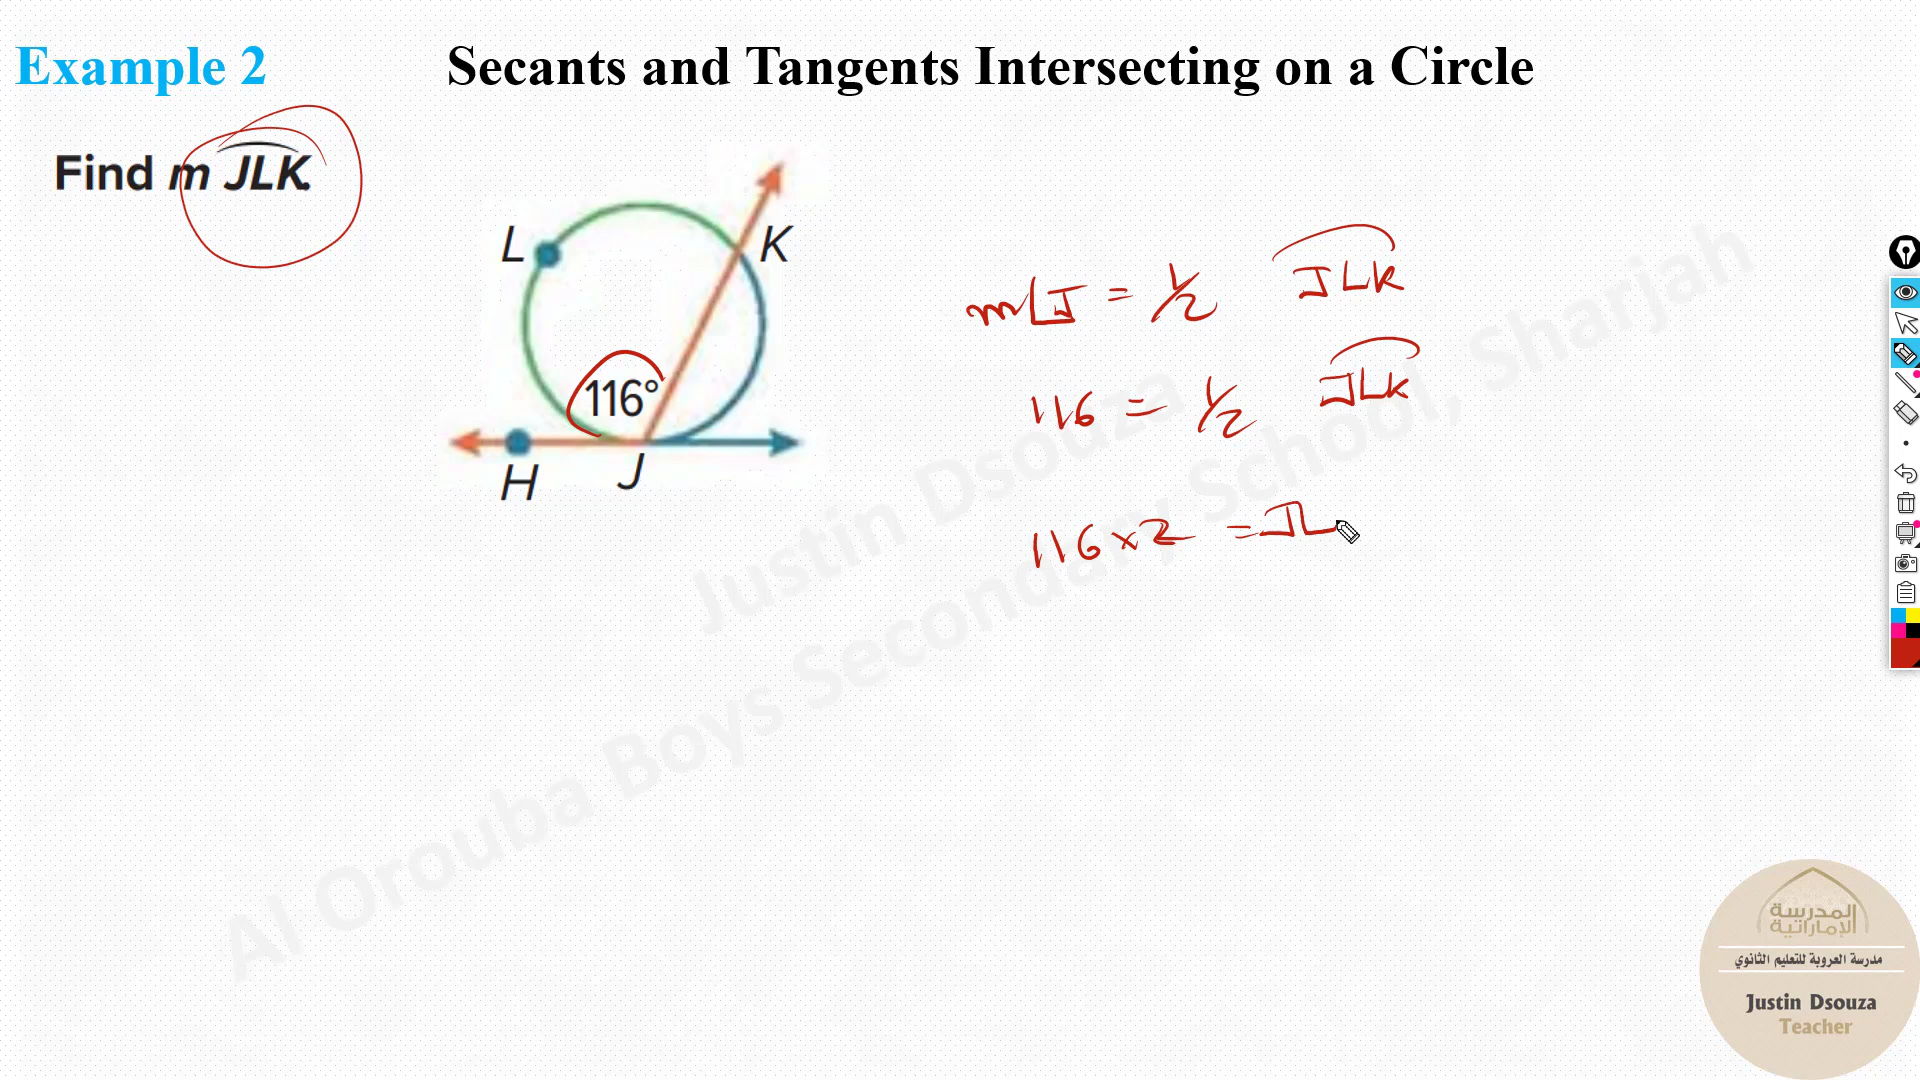 Example 2
Secants and Tangents Intersecting on a Circle
Find m JLK.
L
K
116°
H
J
m∠J = 1/2 JLK
116 = 1/2 JLK
116 × 2 = JL
Justin Dsouza
Al Orouba Boys Secondary School, Sharjah
المدرسة
الإماراتية
مدرسة العروبة للتعليم الثانوي
Justin Dsouza
Teacher